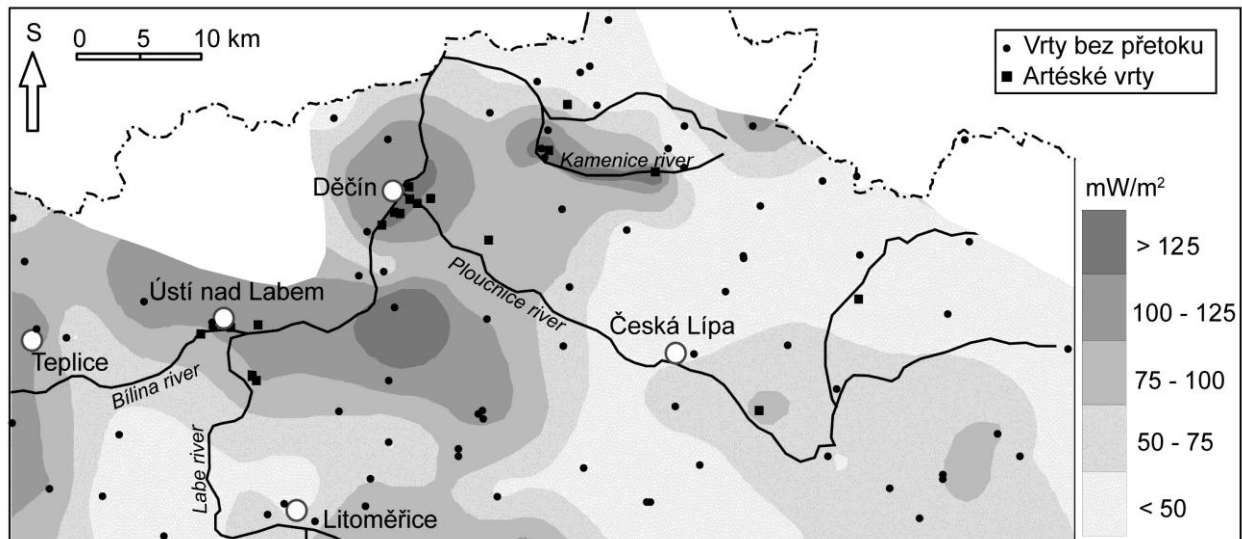 S
0 5 10 km
Vrty bez přetoku
Artéské vrty
Kamenice river
Děčín
mW/m²
> 125
100 - 125
75 - 100
50 - 75
< 50
Ploucnice river
Ústí nad Labem
Česká Lípa
Teplice
Bílina river
Labe river
Litoměřice